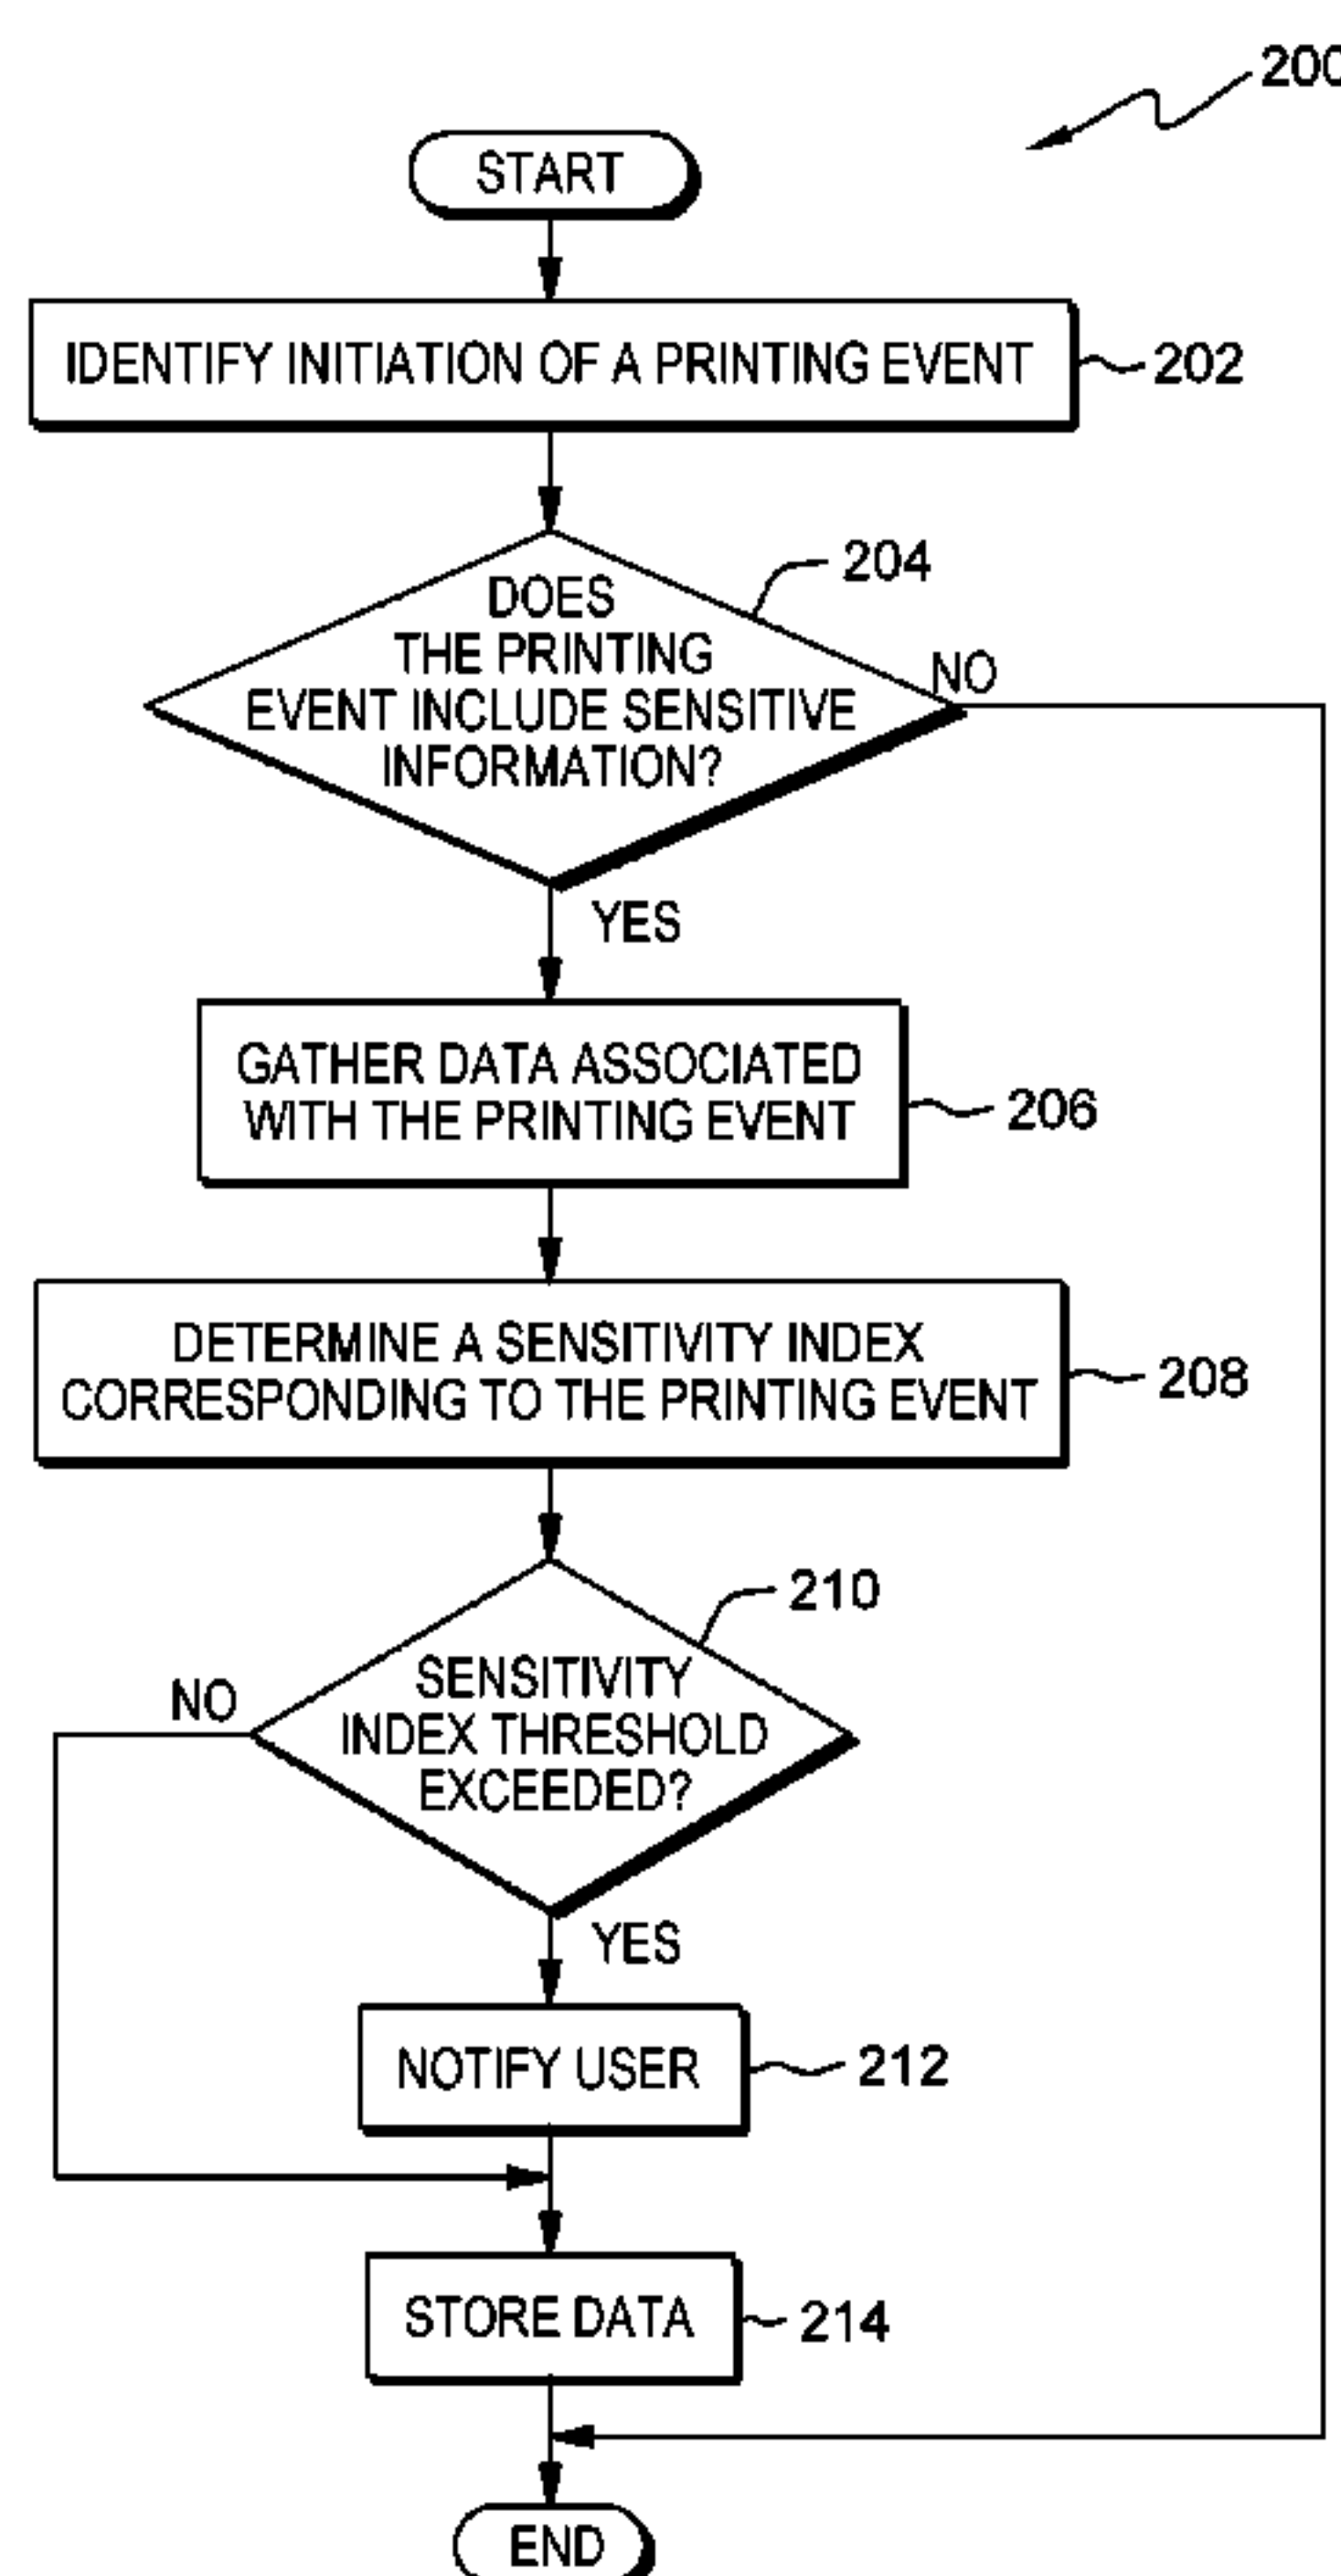 200
START
IDENTIFY INITIATION OF A PRINTING EVENT
202
204
DOES
THE PRINTING
EVENT INCLUDE SENSITIVE
INFORMATION?
NO
YES
GATHER DATA ASSOCIATED
WITH THE PRINTING EVENT
206
DETERMINE A SENSITIVITY INDEX
CORRESPONDING TO THE PRINTING EVENT
208
210
SENSITIVITY
INDEX THRESHOLD
EXCEEDED?
NO
YES
NOTIFY USER
212
STORE DATA
214
END